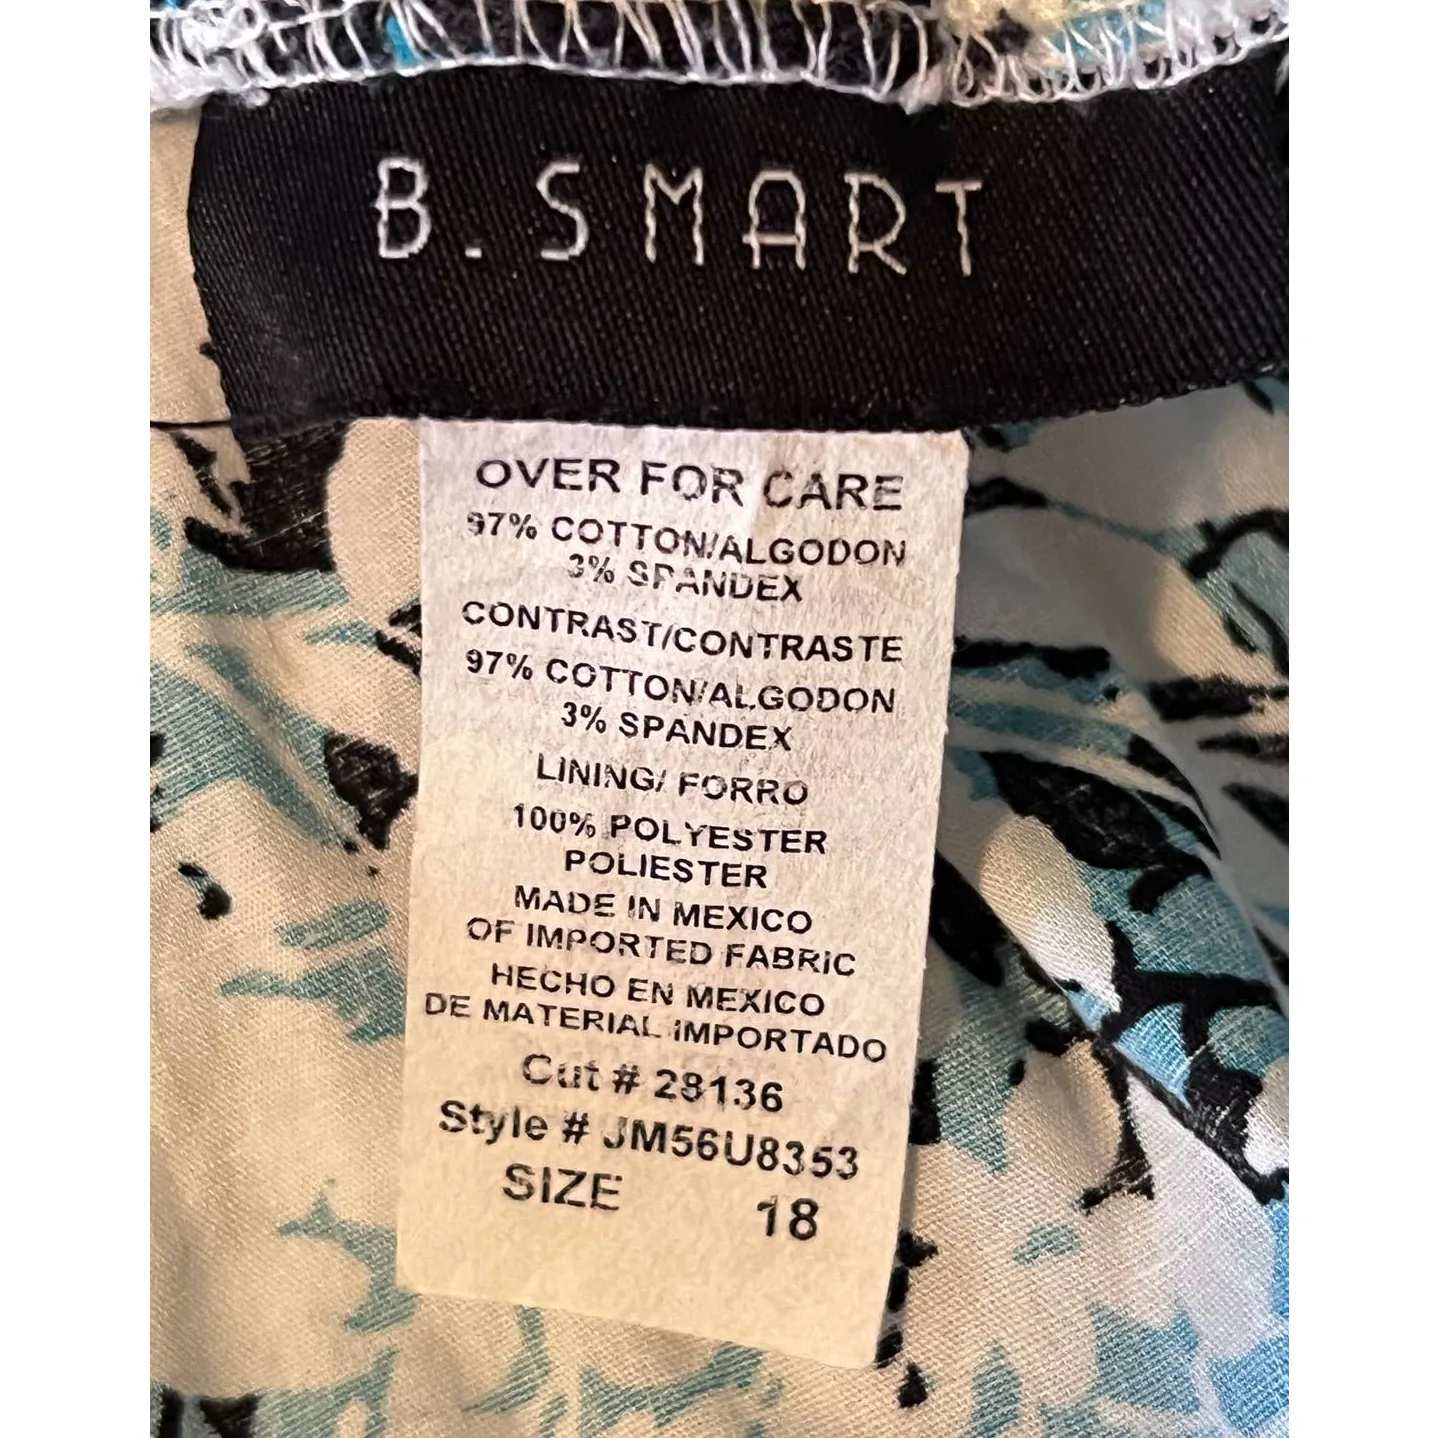 B. SMART
OVER FOR CARE
97% COTTON/ALGODON
3% SPANDEX
CONTRAST/CONTRASTE
97% COTTON/ALGODON
3% SPANDEX
LINING/ FORRO
100% POLYESTER
POLIESTER
MADE IN MEXICO
OF IMPORTED FABRIC
HECHO EN MEXICO
DE MATERIAL IMPORTADO
Cut # 28136
Style # JM56U8353
SIZE 18